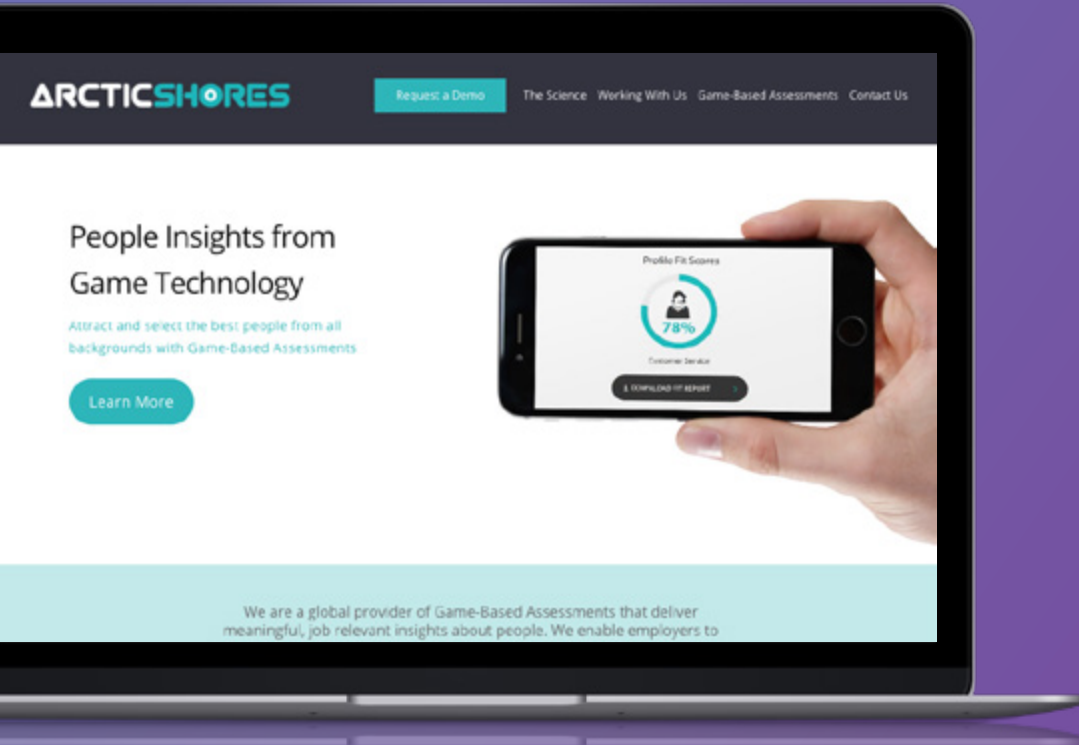 ARCTICSHORES
Request a Demo The Science Working With Us Game-Based Assessments Contact Us
People Insights from
Game Technology
Attract and select the best people from all
backgrounds with Game-Based Assessments
Learn More
Profile Fit Scores
78%
Customer Service
DOWNLOAD FIT REPORT
We are a global provider of Game-Based Assessments that deliver
meaningful, job relevant insights about people. We enable employers to